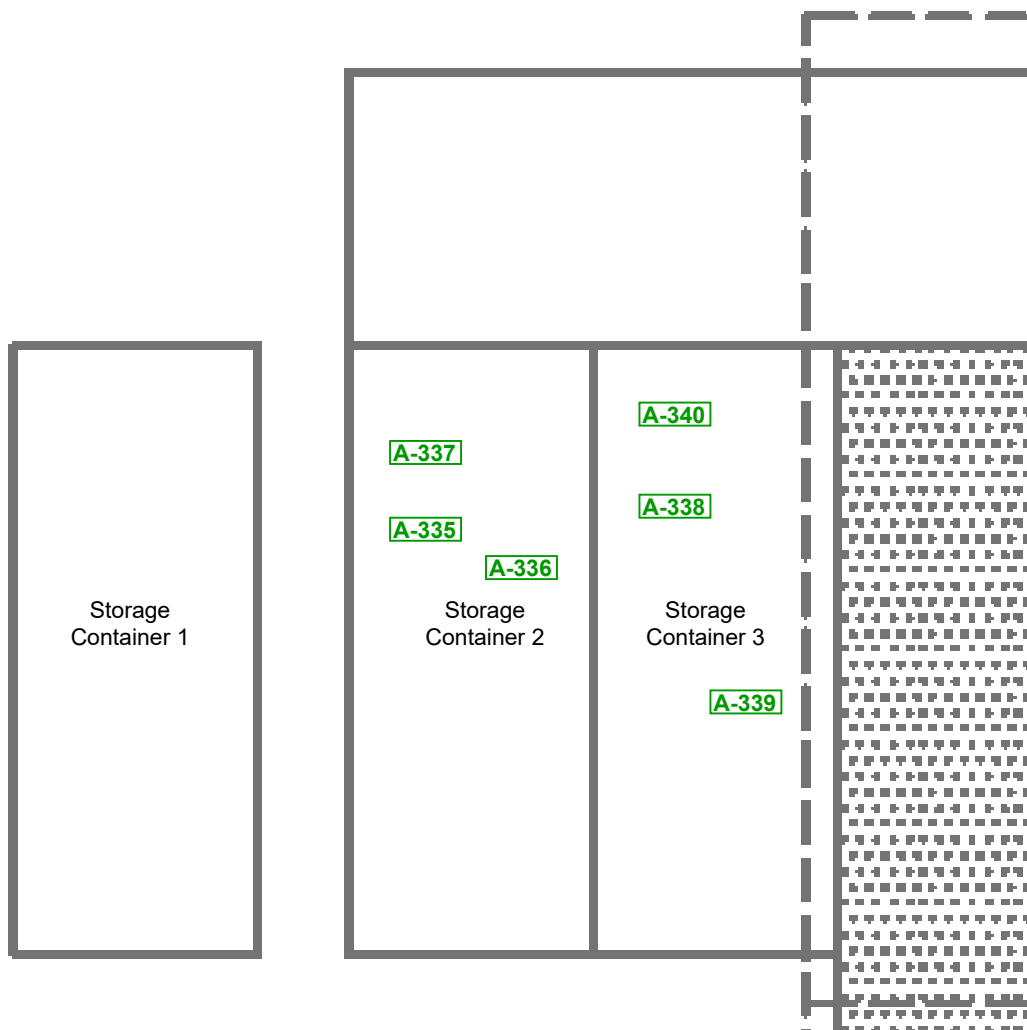 A-340
A-337
A-338
A-335
A-336
Storage
Container 1
Storage
Container 2
Storage
Container 3
A-339